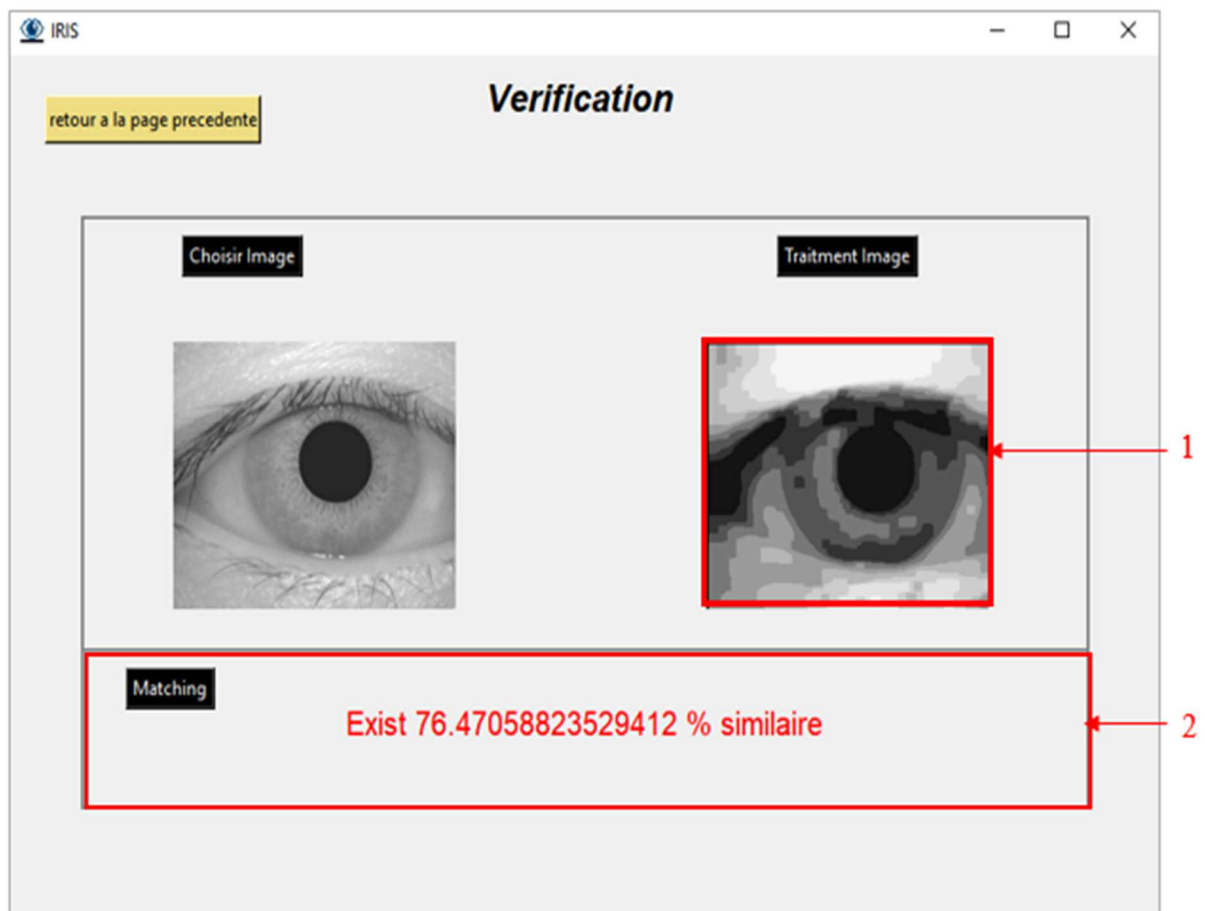 IRIS
Verification
retour a la page precedente
Choisir Image
Traitment Image
1
Matching
Exist 76.47058823529412 % similaire
2